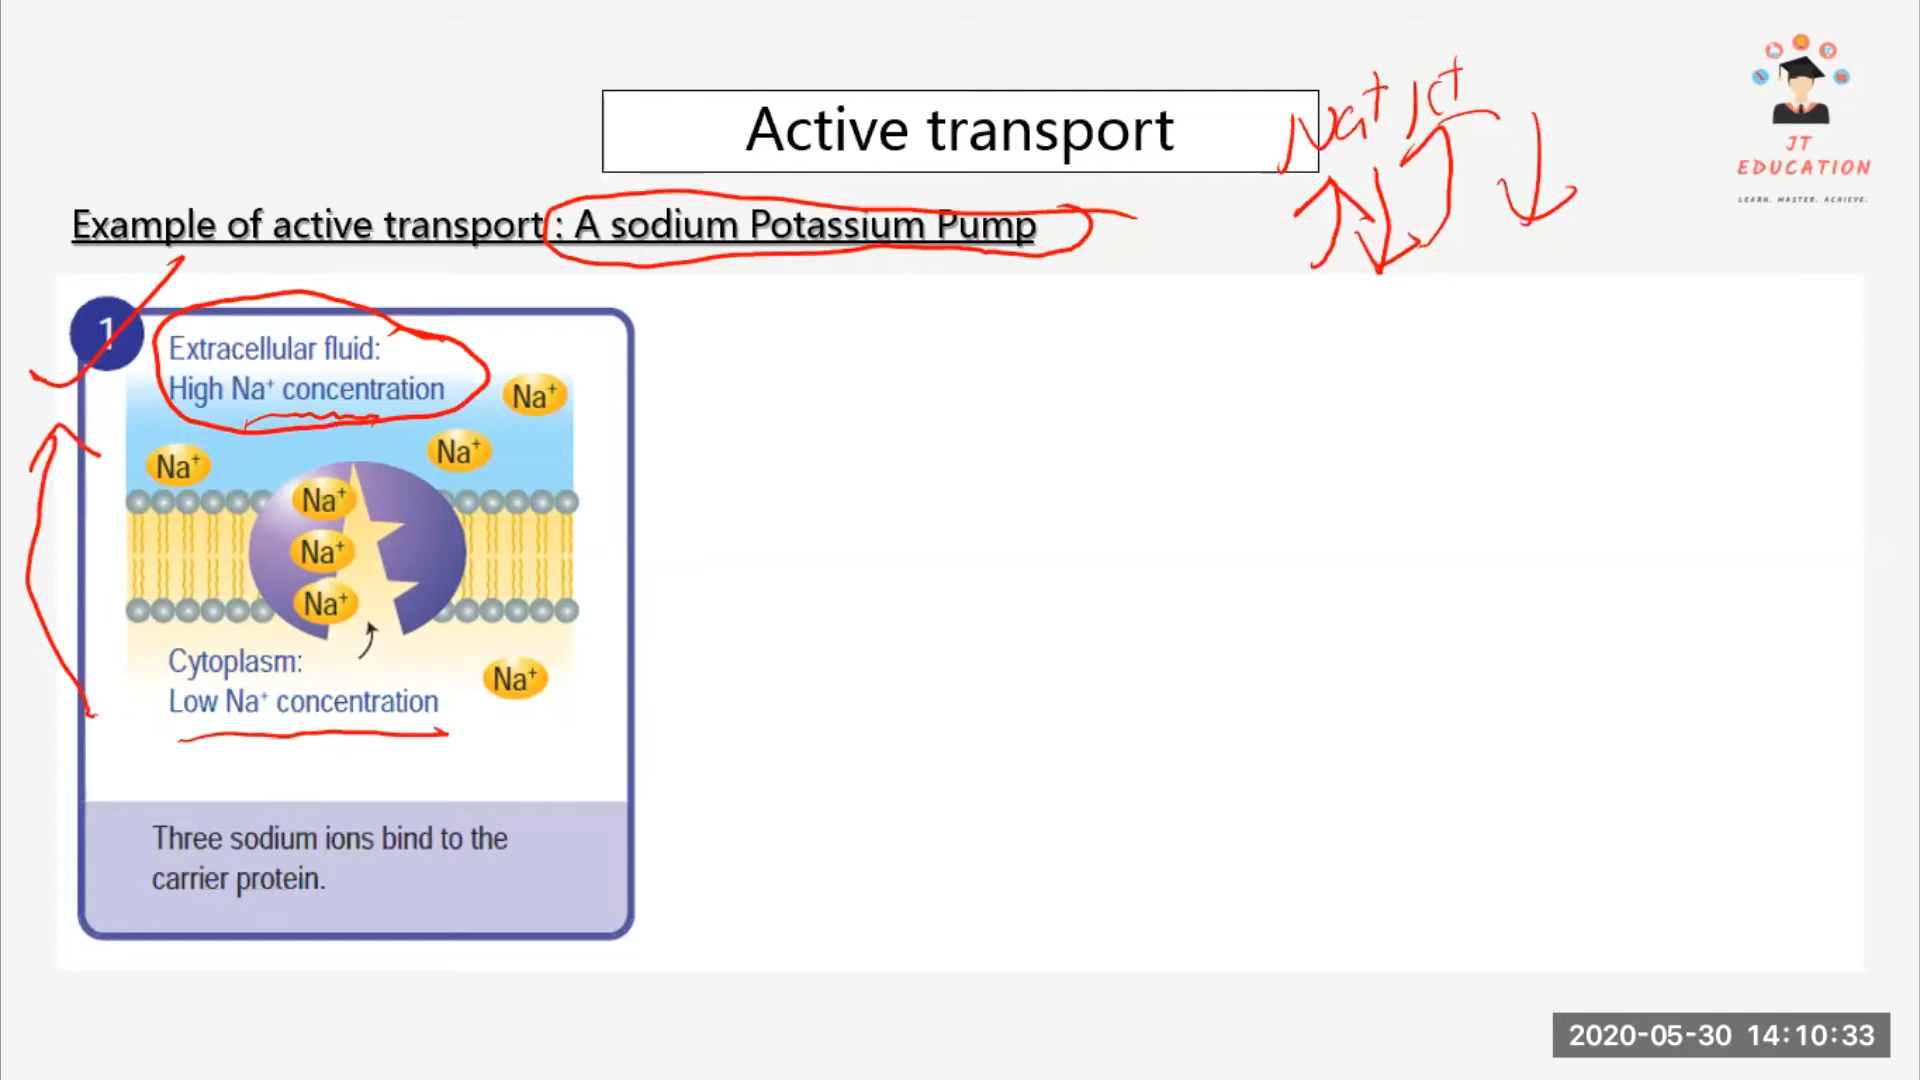 Active transport
Na⁺ K⁺
JT
EDUCATION
LEARN. MASTER. ACHIEVE.
Example of active transport : A sodium Potassium Pump
1
Extracellular fluid:
High Na⁺ concentration
Na⁺
Na⁺
Na⁺
Na⁺
Na⁺
Na⁺
Cytoplasm:
Low Na⁺ concentration
Na⁺
Three sodium ions bind to the
carrier protein.
2020-05-30 14:10:33